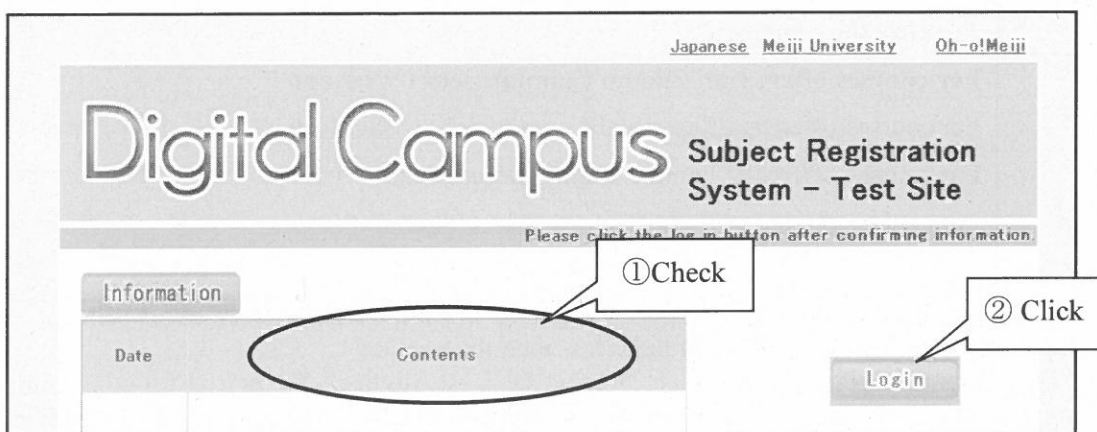 Japanese Meiji University Oh-o!Meiji
Digital Campus
Subject Registration
System - Test Site
Please click the log in button after confirming information.
①Check
Information
② Click
Date Contents
Login